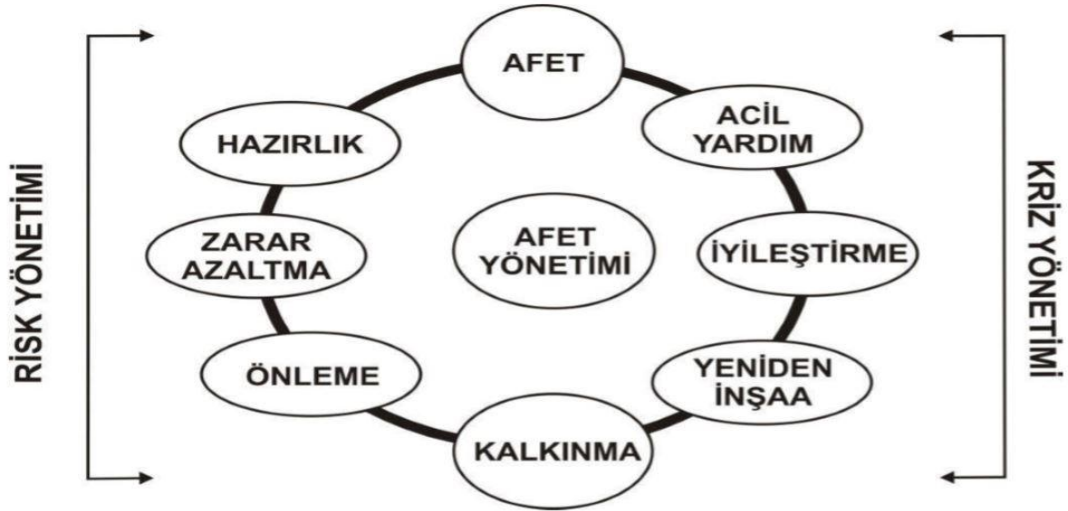 AFET
ACİL
YARDIM
HAZIRLIK
RİSK YÖNETİMİ
ZARAR
AZALTMA
AFET
YÖNETİMİ
İYİLEŞTİRME
KRİZ YÖNETİMİ
ÖNLEME
YENİDEN
İNŞAA
KALKINMA